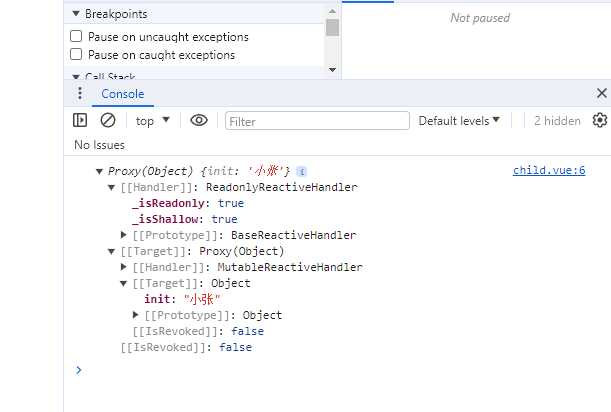 Breakpoints
Not paused
Pause on uncaught exceptions
Pause on caught exceptions
Call Stack
Console
top
Filter
Default levels
2 hidden
No Issues
Proxy(Object) {init: '小张'} i
child.vue:6
[[Handler]]: ReadonlyReactiveHandler
_isReadonly: true
_isShallow: true
[[Prototype]]: BaseReactiveHandler
[[Target]]: Proxy(Object)
[[Handler]]: MutableReactiveHandler
[[Target]]: Object
init: "小张"
[[Prototype]]: Object
[[IsRevoked]]: false
[[IsRevoked]]: false